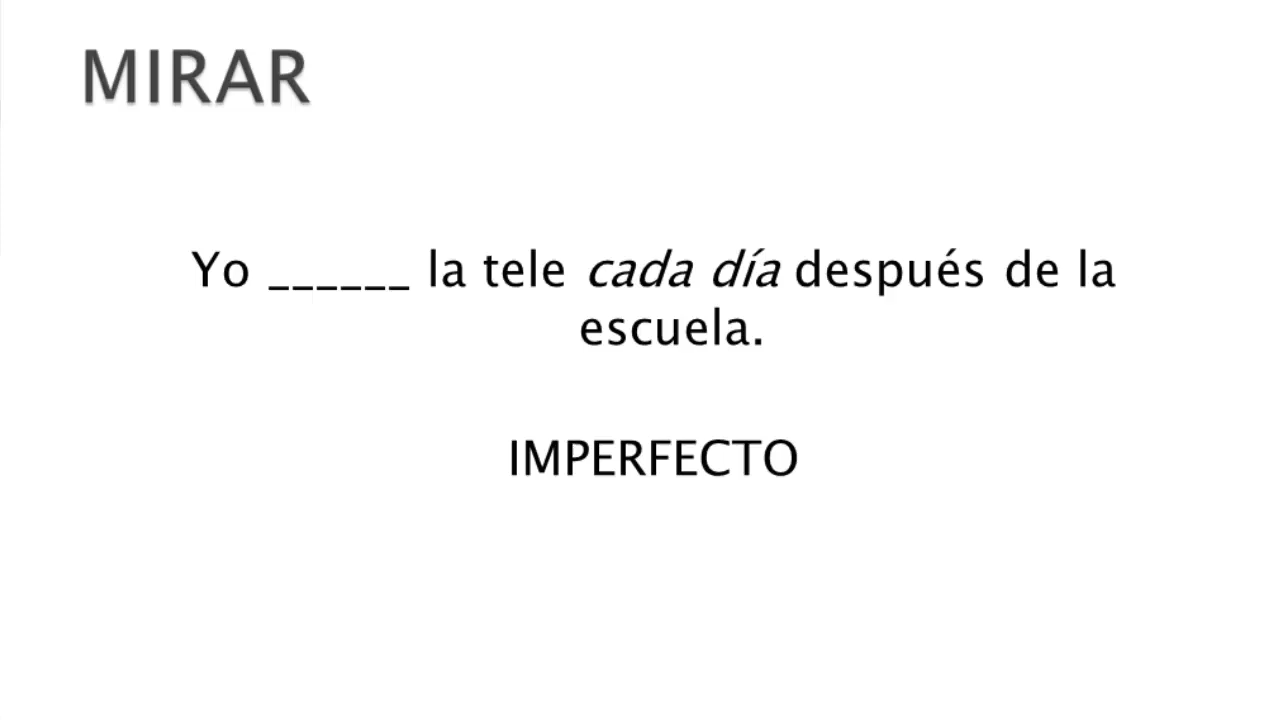 MIRAR
Yo ______ la tele cada día después de la
escuela.
IMPERFECTO